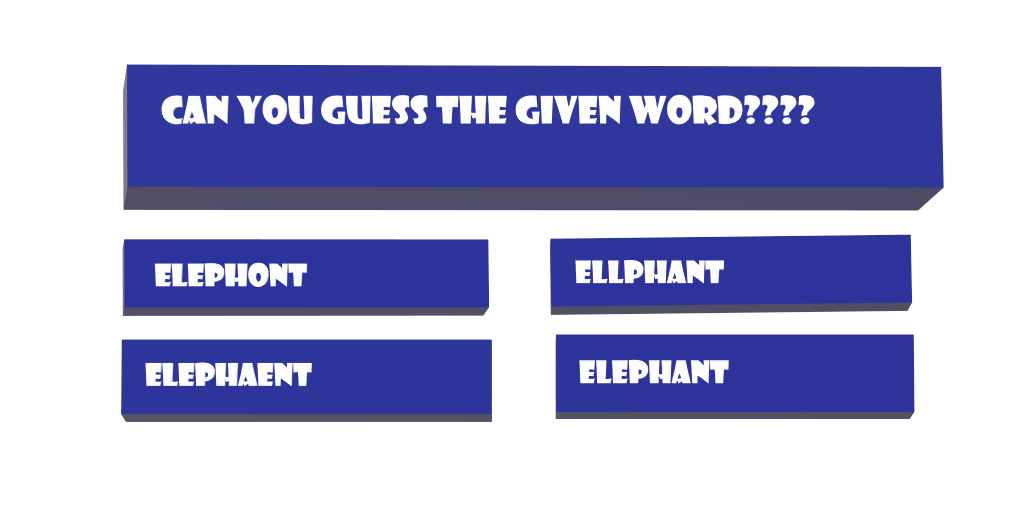 CAN YOU GUESS THE GIVEN WORD????
ELEPHONT
ELLPHANT
ELEPHAENT
ELEPHANT